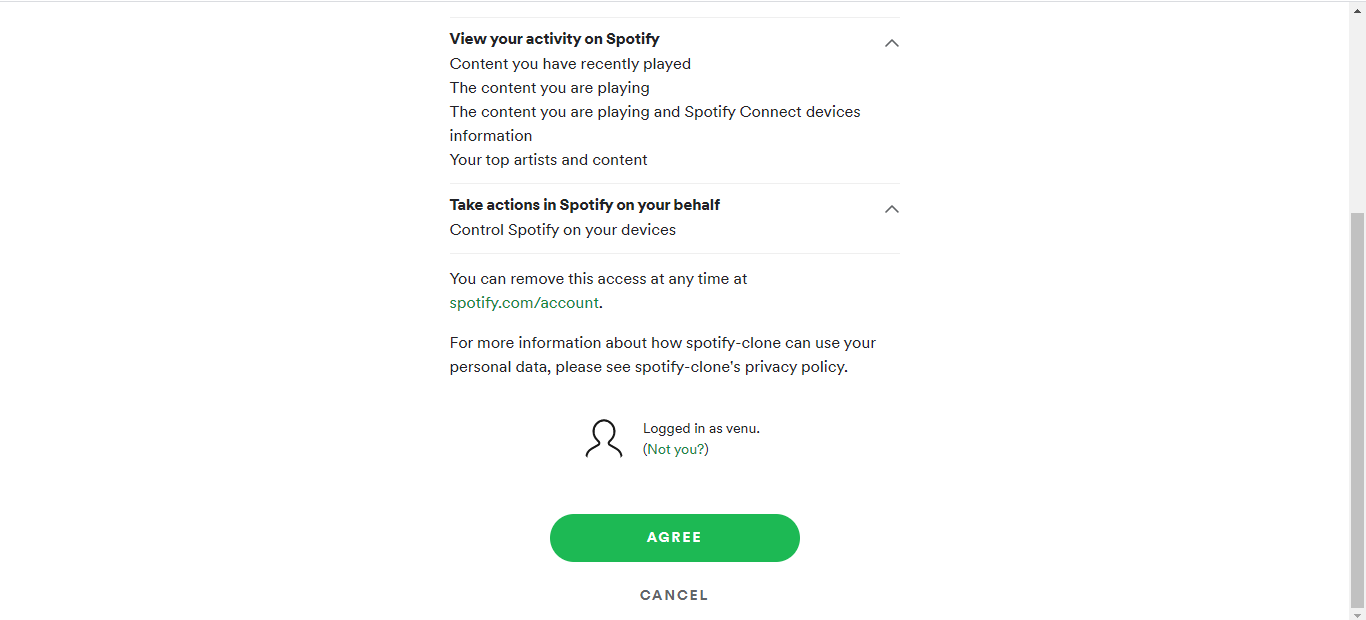 View your activity on Spotify
Content you have recently played
The content you are playing
The content you are playing and Spotify Connect devices
information
Your top artists and content
Take actions in Spotify on your behalf
Control Spotify on your devices
You can remove this access at any time at
spotify.com/account.
For more information about how spotify-clone can use your
personal data, please see spotify-clone's privacy policy.
Logged in as venu.
(Not you?)
AGREE
CANCEL